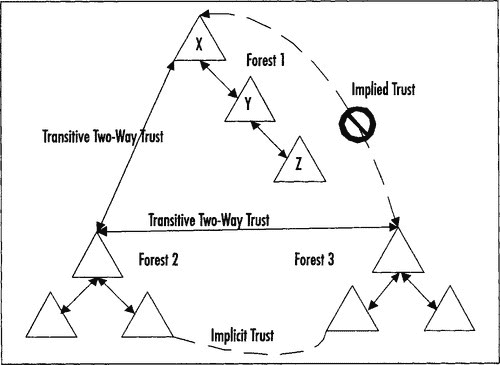 X
Forest 1
Y
Implied Trust
Transitive Two-Way Trust
Z
Transitive Two-Way Trust
Forest 2
Forest 3
Implicit Trust